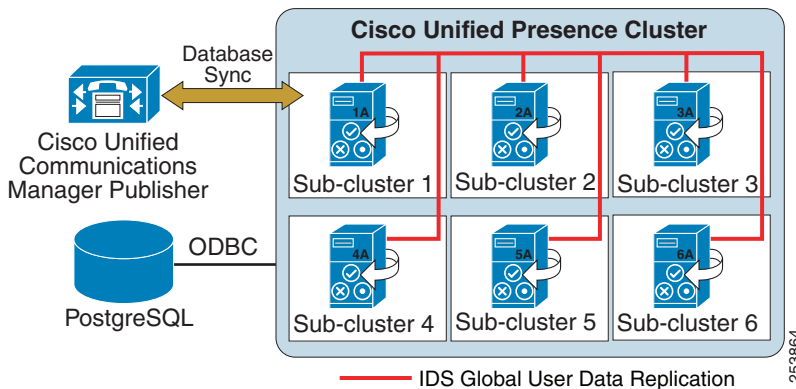 Cisco Unified Presence Cluster
Database
Sync
Cisco Unified
Communications
Manager Publisher
1A
Sub-cluster 1
2A
Sub-cluster 2
3A
Sub-cluster 3
ODBC
PostgreSQL
4A
Sub-cluster 4
5A
Sub-cluster 5
6A
Sub-cluster 6
IDS Global User Data Replication
253864